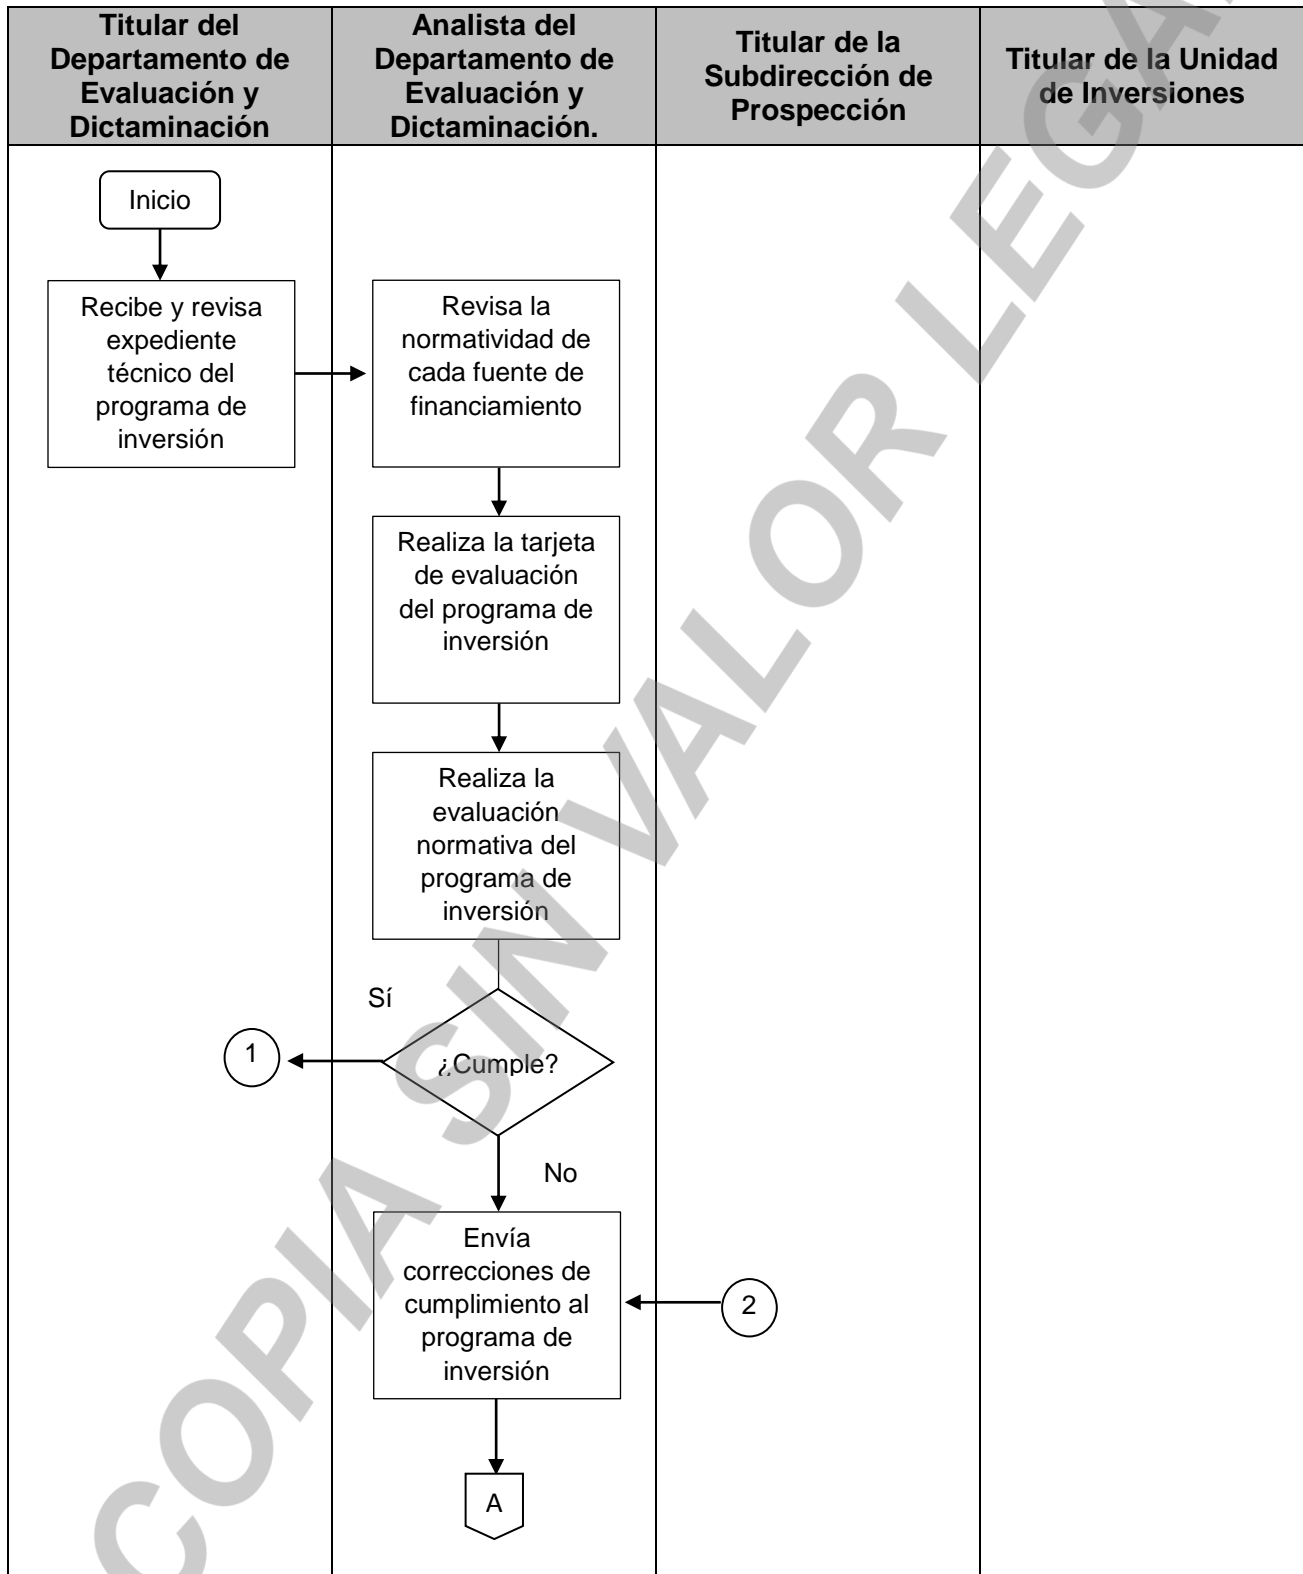 Titular del
Departamento de
Evaluación y
Dictaminación
Analista del
Departamento de
Evaluación y
Dictaminación.
Titular de la
Subdirección de
Prospección
Titular de la Unidad
de Inversiones
Inicio
Recibe y revisa
expediente
técnico del
programa de
inversión
Revisa la
normatividad de
cada fuente de
financiamiento
Realiza la tarjeta
de evaluación
del programa de
inversión
Realiza la
evaluación
normativa del
programa de
inversión
Sí
1
¿Cumple?
No
Envía
correcciones de
cumplimiento al
programa de
inversión
2
A
COPIA SIN VALOR LEGAL